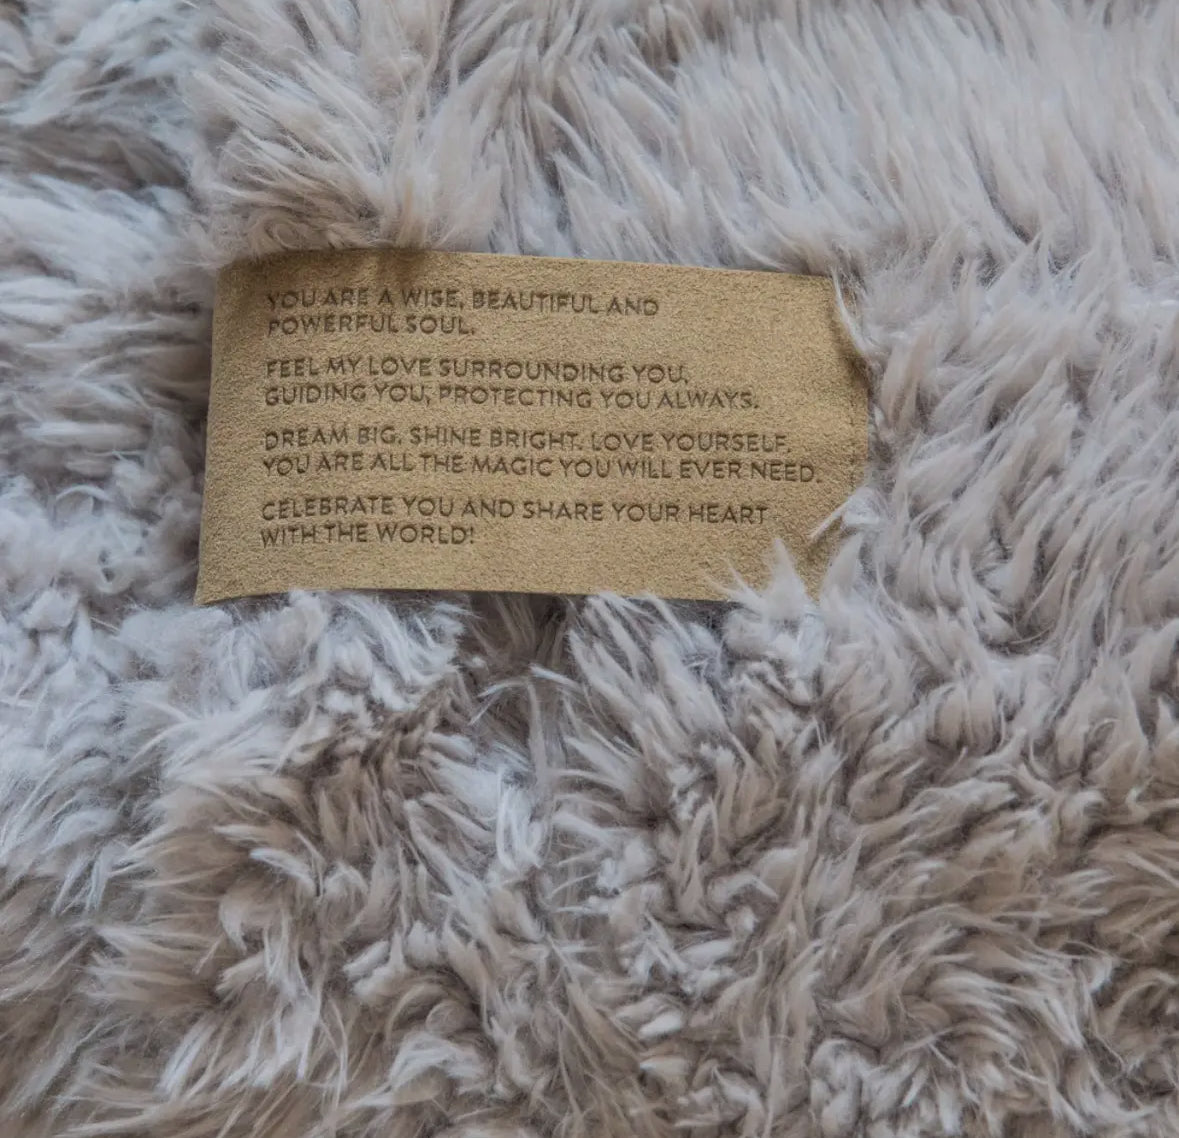 YOU ARE A WISE, BEAUTIFUL AND
POWERFUL SOUL.
FEEL MY LOVE SURROUNDING YOU,
GUIDING YOU, PROTECTING YOU ALWAYS.
DREAM BIG. SHINE BRIGHT. LOVE YOURSELF.
YOU ARE ALL THE MAGIC YOU WILL EVER NEED.
CELEBRATE YOU AND SHARE YOUR HEART
WITH THE WORLD!